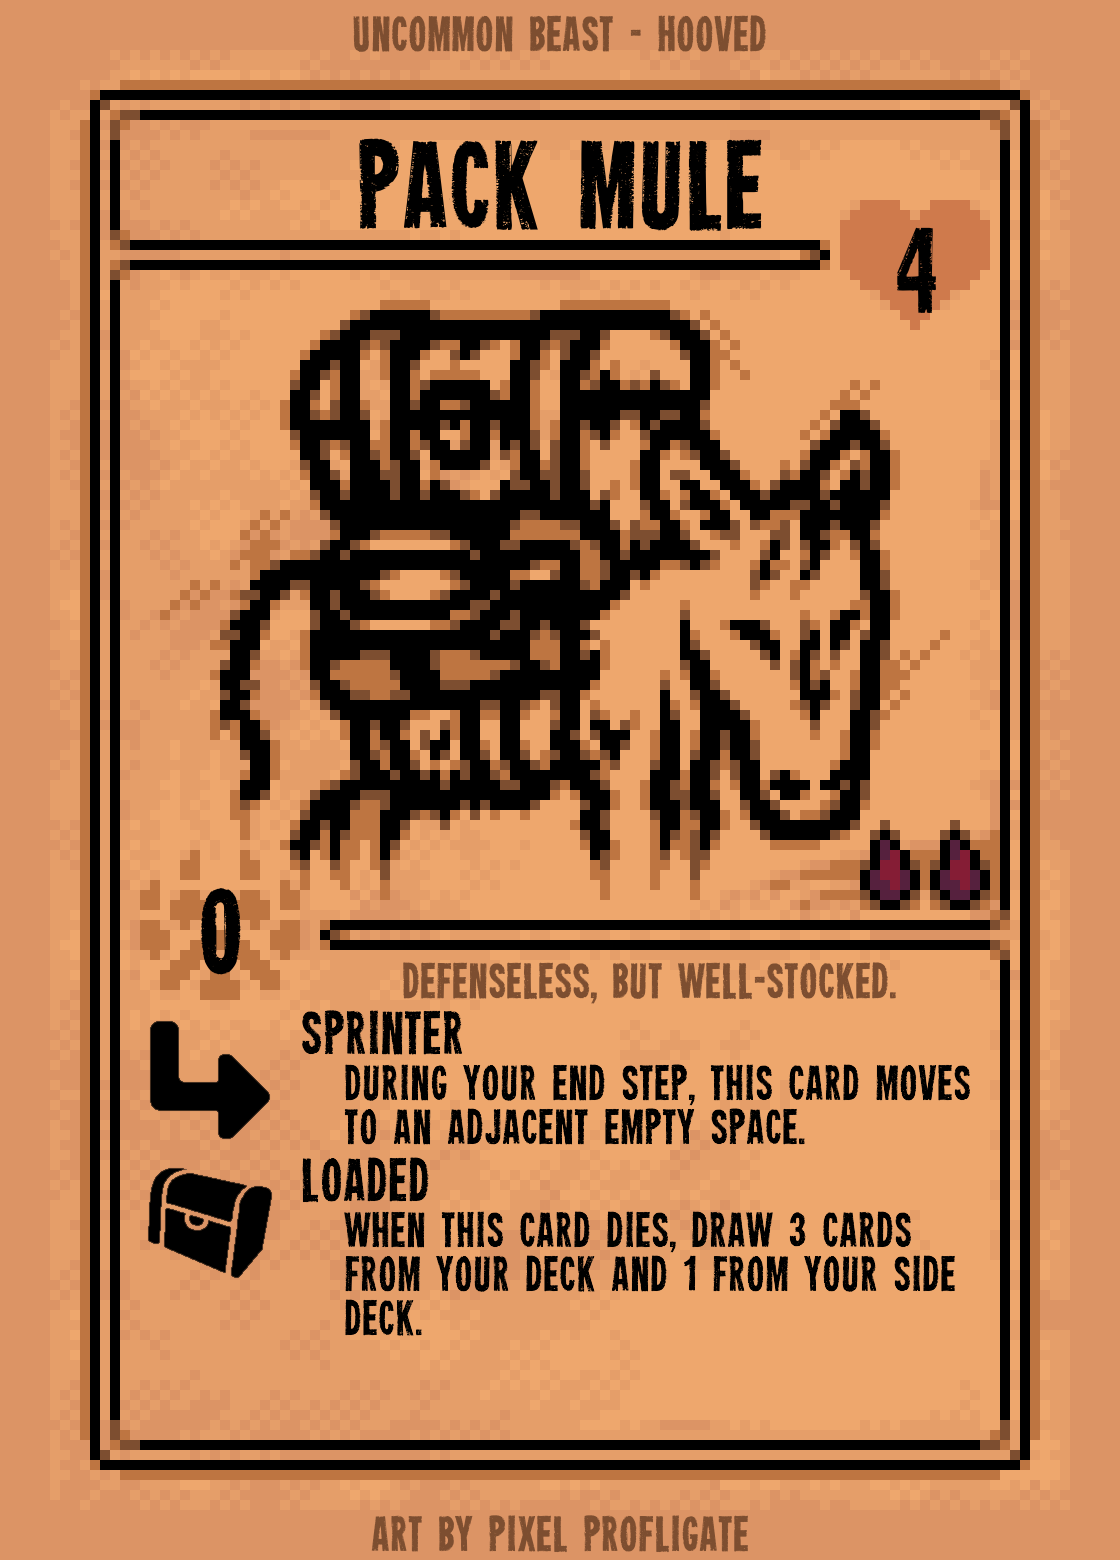 UNCOMMON BEAST - HOOVED
PACK MULE
4
0
DEFENSELESS, BUT WELL-STOCKED.
SPRINTER
DURING YOUR END STEP, THIS CARD MOVES
TO AN ADJACENT EMPTY SPACE.
LOADED
WHEN THIS CARD DIES, DRAW 3 CARDS
FROM YOUR DECK AND 1 FROM YOUR SIDE
DECK.
ART BY PIXEL PROFLIGATE